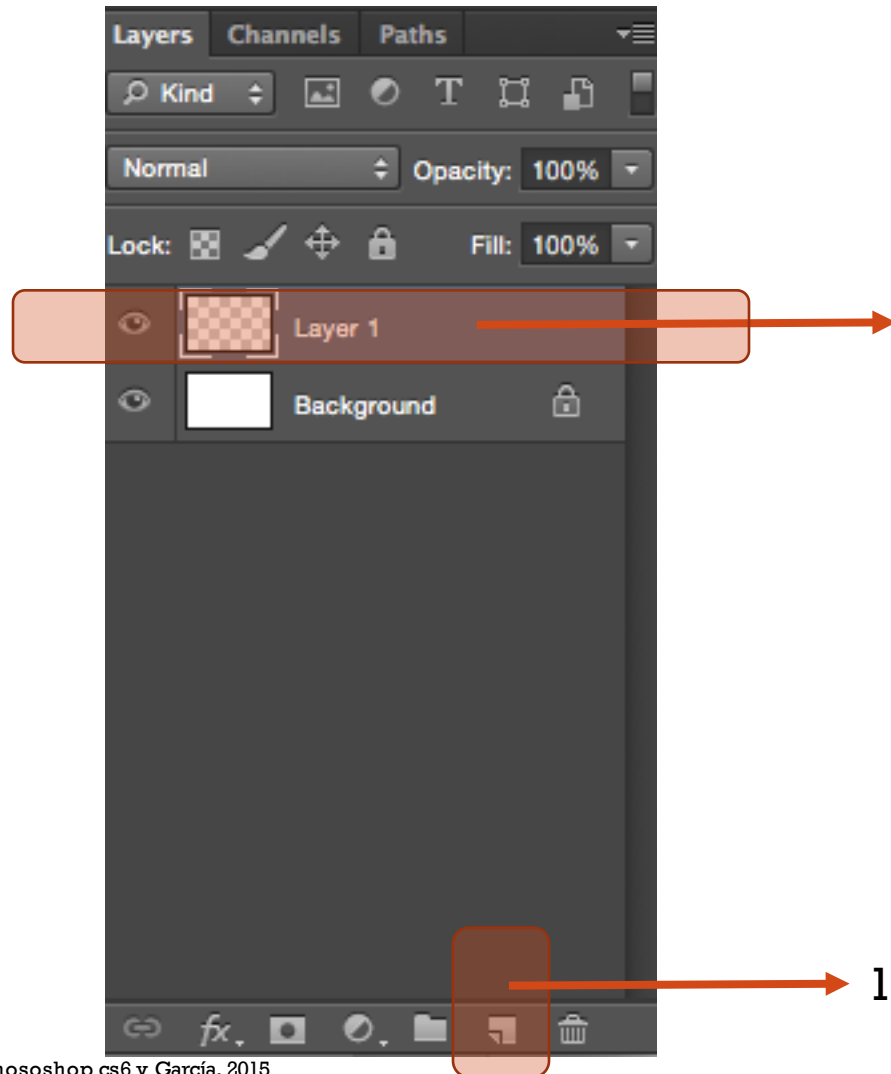 Layers Channels Paths
Kind T
Normal Opacity: 100%
Lock: Fill: 100%
Layer 1
Background
1
fx.
hososhop cs6 y García, 2015